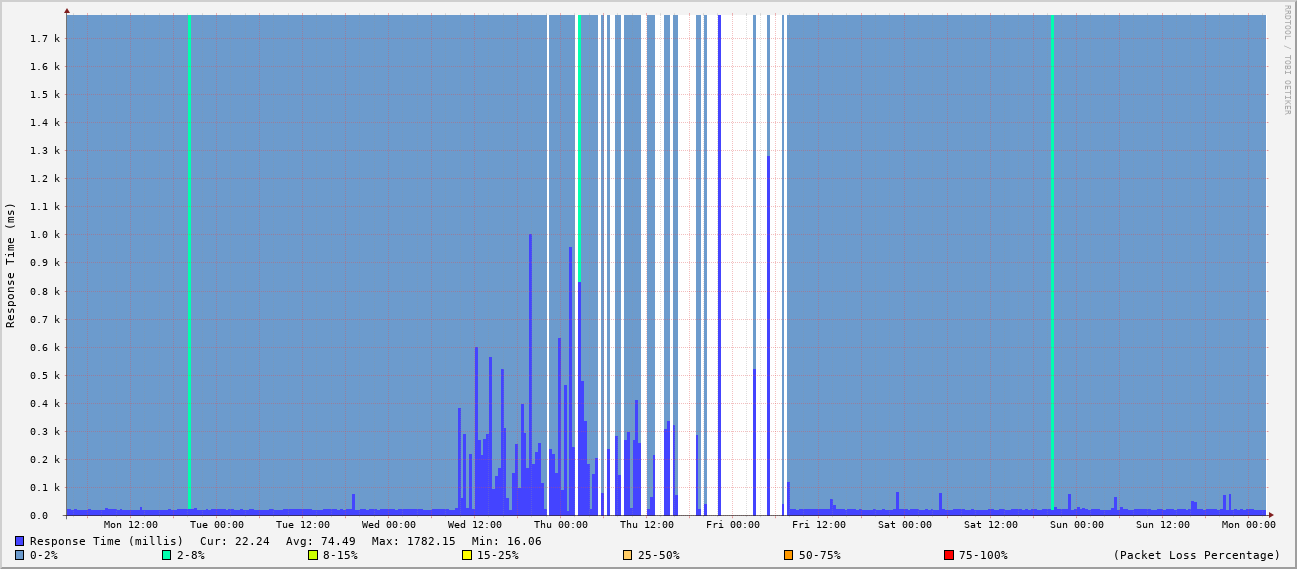 RRDTOOL / TOBI OETIKER
Response Time (ms)
1.7 k
1.6 k
1.5 k
1.4 k
1.3 k
1.2 k
1.1 k
1.0 k
0.9 k
0.8 k
0.7 k
0.6 k
0.5 k
0.4 k
0.3 k
0.2 k
0.1 k
0.0
Mon 12:00 Tue 00:00 Tue 12:00 Wed 00:00 Wed 12:00 Thu 00:00 Thu 12:00 Fri 00:00 Fri 12:00 Sat 00:00 Sat 12:00 Sun 00:00 Sun 12:00 Mon 00:00
Response Time (millis) Cur: 22.24 Avg: 74.49 Max: 1782.15 Min: 16.06
0-2% 2-8% 8-15% 15-25% 25-50% 50-75% 75-100% (Packet Loss Percentage)